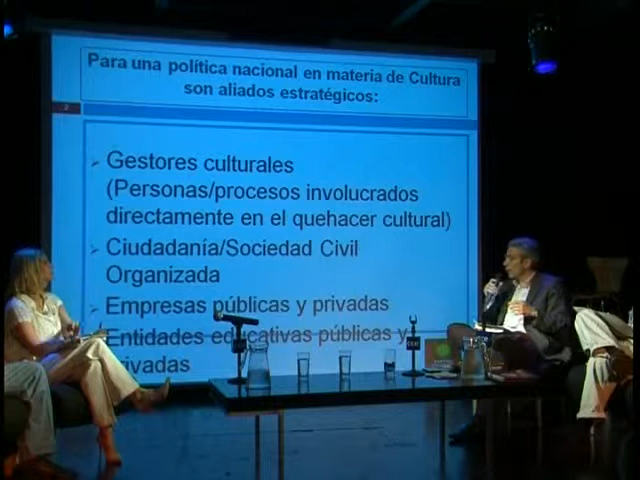 Para una política nacional en materia de Cultura
son aliados estratégicos:
2
Gestores culturales
(Personas/procesos involucrados
directamente en el quehacer cultural)
Ciudadanía/Sociedad Civil
Organizada
Empresas públicas y privadas
Entidades educativas públicas y
privadas